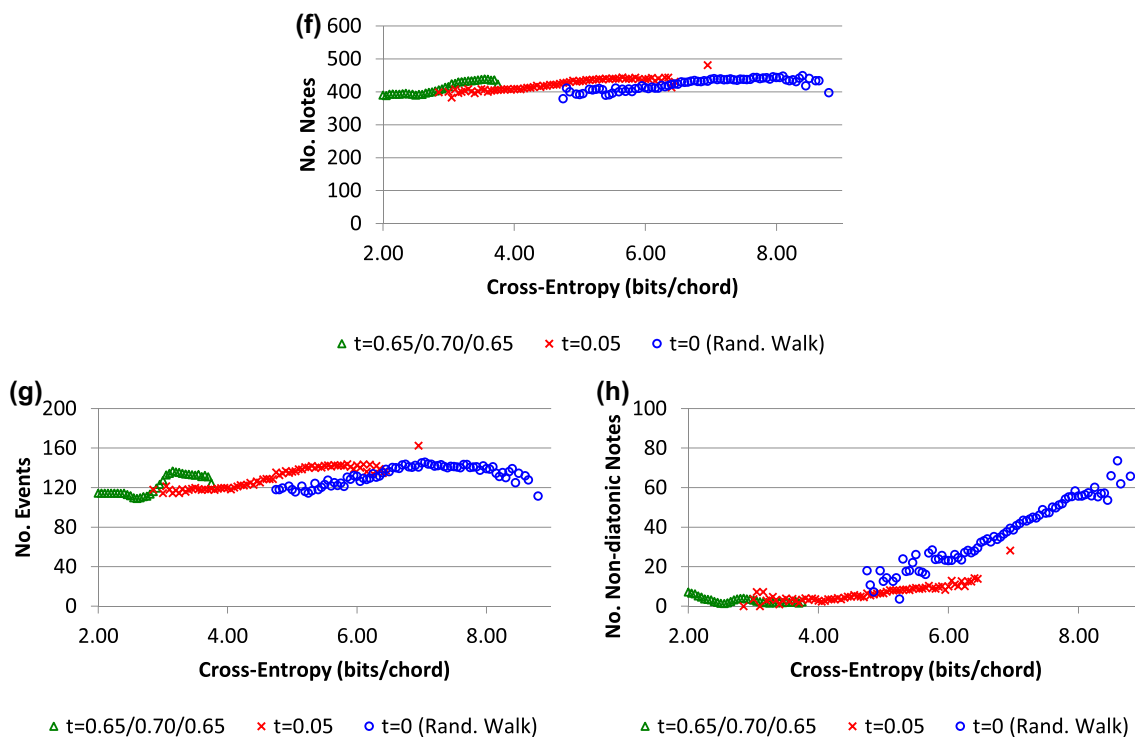 (f)
No. Notes
600
500
400
300
200
100
0
2.00 4.00 6.00 8.00
Cross-Entropy (bits/chord)
t=0.65/0.70/0.65 t=0.05 t=0 (Rand. Walk)
(g)
No. Events
200
160
120
80
40
0
2.00 4.00 6.00 8.00
Cross-Entropy (bits/chord)
t=0.65/0.70/0.65 t=0.05 t=0 (Rand. Walk)
(h)
No. Non-diatonic Notes
100
80
60
40
20
0
2.00 4.00 6.00 8.00
Cross-Entropy (bits/chord)
t=0.65/0.70/0.65 t=0.05 t=0 (Rand. Walk)